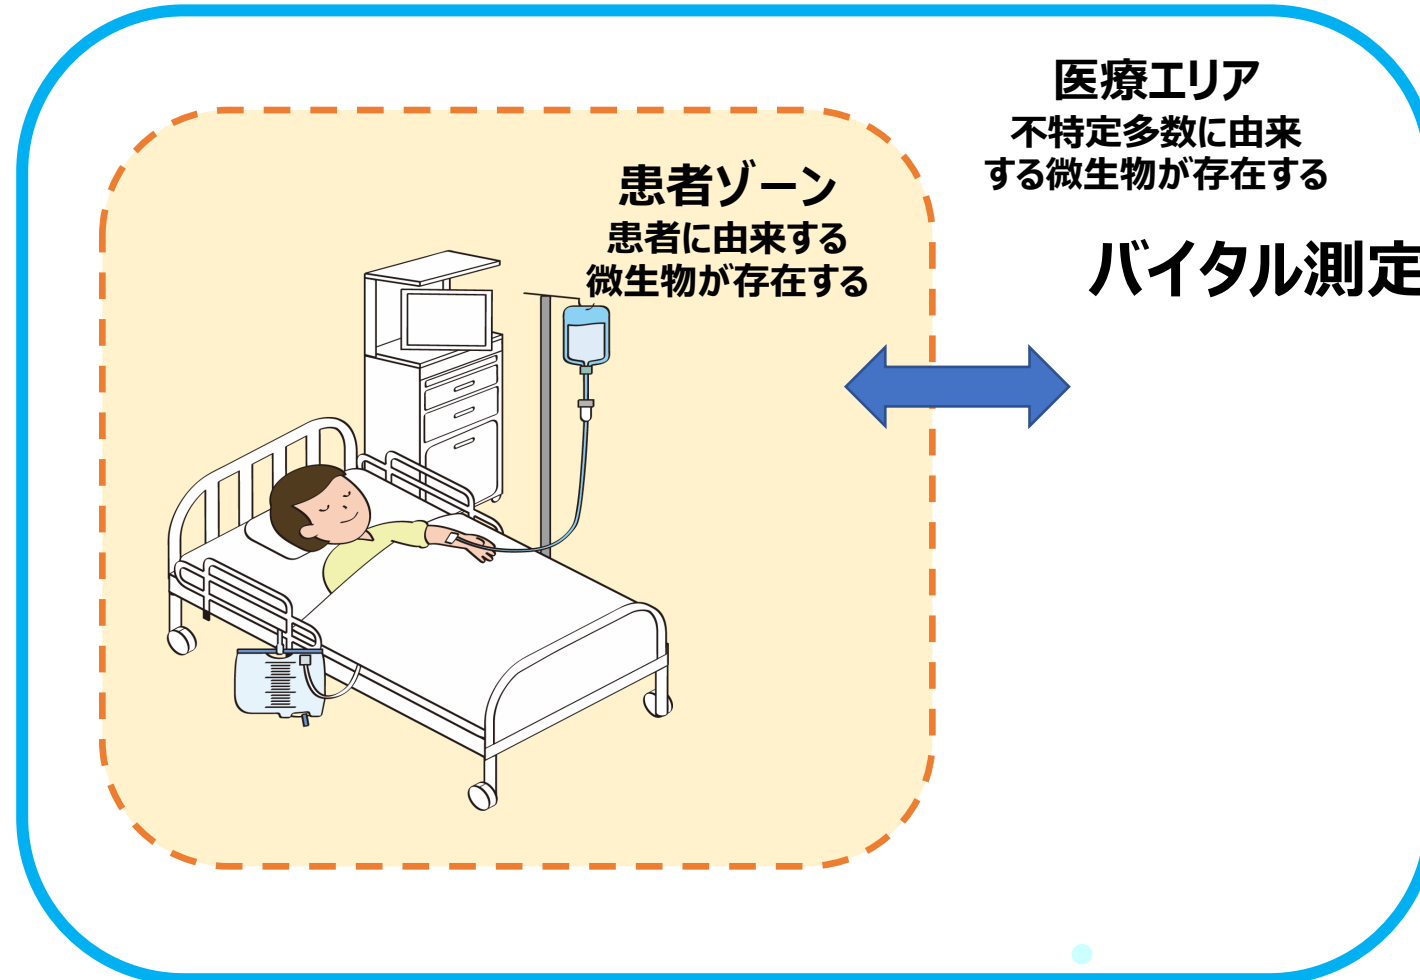 医療エリア
不特定多数に由来
する微生物が存在する
患者ゾーン
患者に由来する
微生物が存在する
バイタル測定